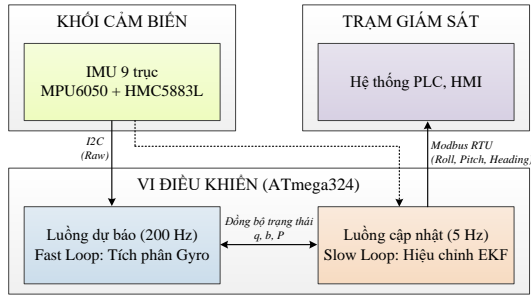 KHỐI CẢM BIẾN
IMU 9 trục
MPU6050 + HMC5883L
TRẠM GIÁM SÁT
Hệ thống PLC, HMI
I2C
(Raw)
Modbus RTU
(Roll, Pitch, Heading)
VI ĐIỀU KHIỂN (ATmega324)
Luồng dự báo (200 Hz)
Fast Loop: Tích phân Gyro
Đồng bộ trạng thái
q, b, P
Luồng cập nhật (5 Hz)
Slow Loop: Hiệu chỉnh EKF